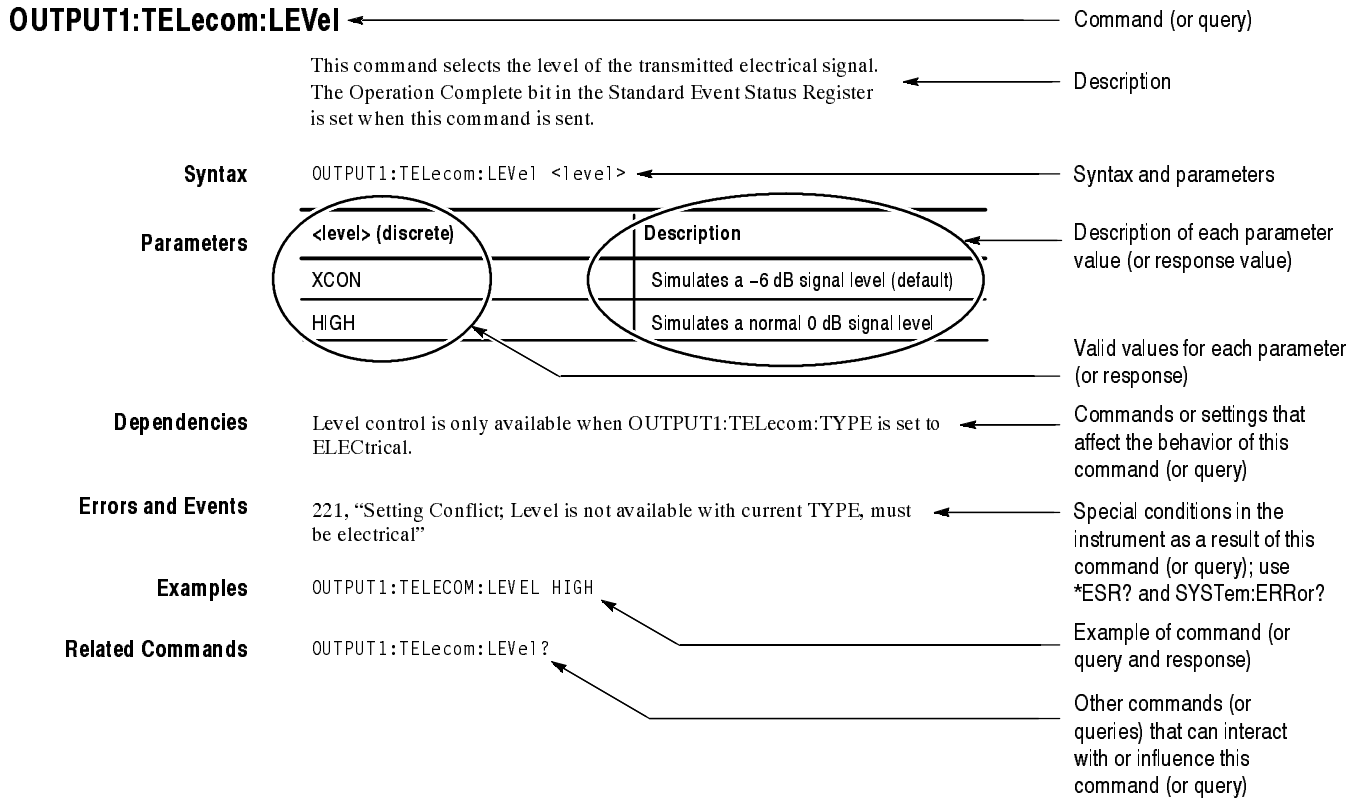 OUTPUT1:TELecom:LEVel
Command (or query)
This command selects the level of the transmitted electrical signal.
The Operation Complete bit in the Standard Event Status Register
is set when this command is sent.
Description
Syntax
OUTPUT1:TELecom:LEVel <level>
Syntax and parameters
Parameters
<level> (discrete)
Description
XCON
Simulates a –6 dB signal level (default)
HIGH
Simulates a normal 0 dB signal level
Description of each parameter
value (or response value)
Valid values for each parameter
(or response)
Dependencies
Level control is only available when OUTPUT1:TELecom:TYPE is set to
ELECtrical.
Commands or settings that
affect the behavior of this
command (or query)
Errors and Events
221, “Setting Conflict; Level is not available with current TYPE, must
be electrical”
Special conditions in the
instrument as a result of this
command (or query); use
*ESR? and SYSTem:ERRor?
Examples
OUTPUT1:TELECOM:LEVEL HIGH
Example of command (or
query and response)
Related Commands
OUTPUT1:TELecom:LEVel?
Other commands (or
queries) that can interact
with or influence this
command (or query)